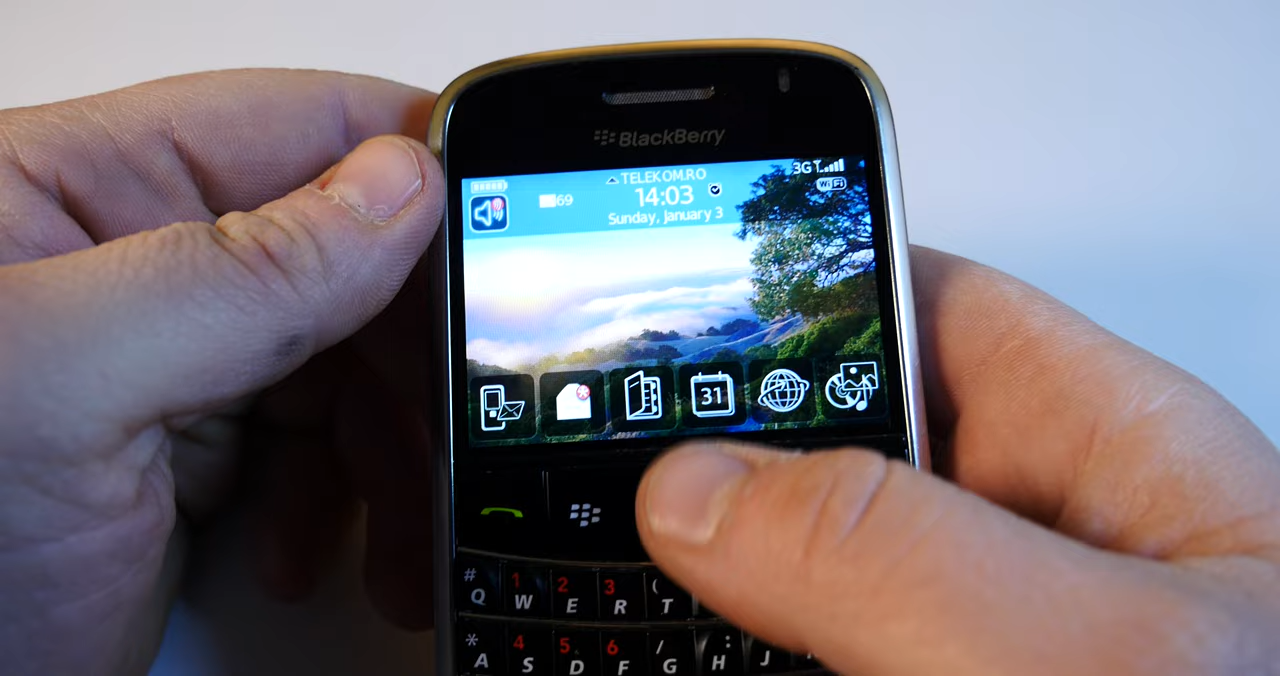 BlackBerry
3G
TELEKOM.RO
WiFi
14:03
69
Sunday, January 3
31
# 1 2 3 (
Q W E R T
* 4 5 6 / :
A S D F G H J